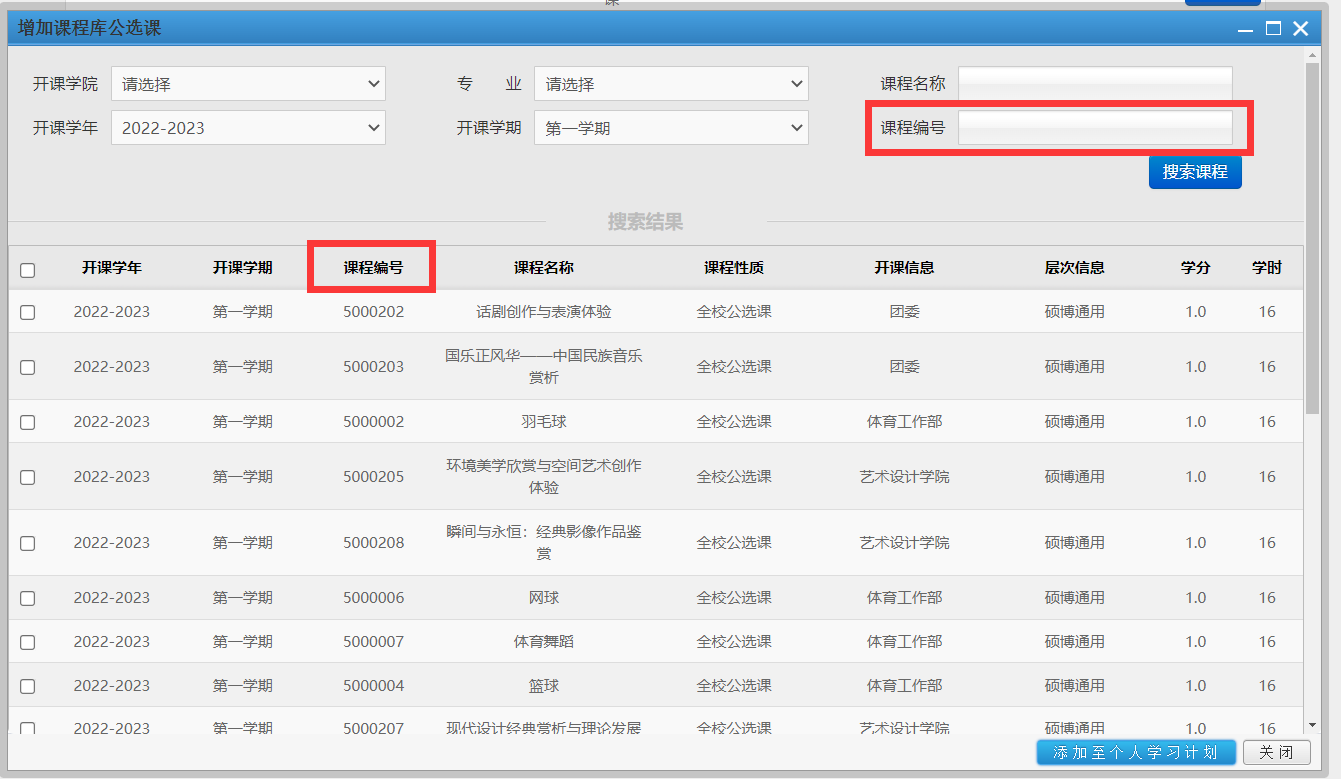 课
增加课程库公选课
开课学院 请选择 专 业 请选择 课程名称
开课学年 2022-2023 开课学期 第一学期 课程编号
搜索课程
搜索结果
开课学年 开课学期 课程编号 课程名称 课程性质 开课信息 层次信息 学分 学时
2022-2023 第一学期 5000202 话剧创作与表演体验 全校公选课 团委 硕博通用 1.0 16
2022-2023 第一学期 5000203 国乐正风华——中国民族音乐 全校公选课 团委 硕博通用 1.0 16
赏析
2022-2023 第一学期 5000002 羽毛球 全校公选课 体育工作部 硕博通用 1.0 16
2022-2023 第一学期 5000205 环境美学欣赏与空间艺术创作 全校公选课 艺术设计学院 硕博通用 1.0 16
体验
2022-2023 第一学期 5000208 瞬间与永恒：经典影像作品鉴 全校公选课 艺术设计学院 硕博通用 1.0 16
赏
2022-2023 第一学期 5000006 网球 全校公选课 体育工作部 硕博通用 1.0 16
2022-2023 第一学期 5000007 体育舞蹈 全校公选课 体育工作部 硕博通用 1.0 16
2022-2023 第一学期 5000004 篮球 全校公选课 体育工作部 硕博通用 1.0 16
2022-2023 第一学期 5000207 现代设计经典赏析与理论发展 全校公选课 艺术设计学院 硕博通用 1.0 16
添加至个人学习计划 关闭